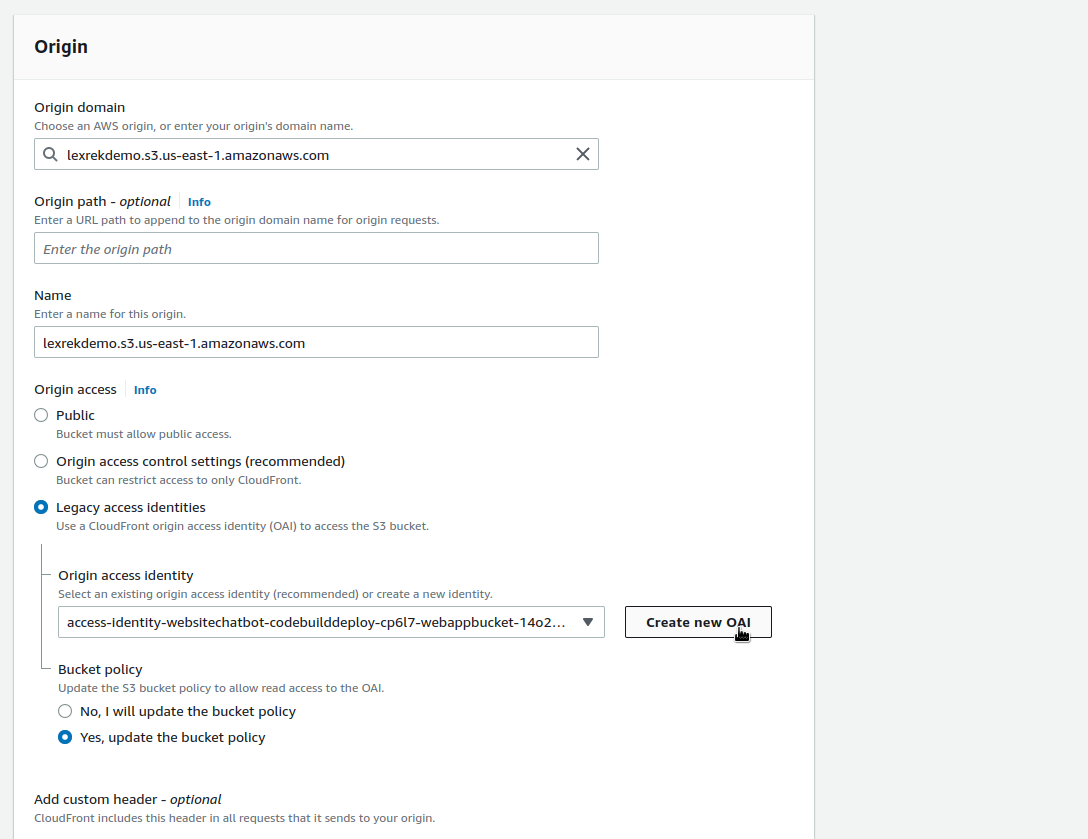 Origin
Origin domain
Choose an AWS origin, or enter your origin's domain name.
lexrekdemo.s3.us-east-1.amazonaws.com
Origin path - optional Info
Enter a URL path to append to the origin domain name for origin requests.
Enter the origin path
Name
Enter a name for this origin.
lexrekdemo.s3.us-east-1.amazonaws.com
Origin access Info
Public
Bucket must allow public access.
Origin access control settings (recommended)
Bucket can restrict access to only CloudFront.
Legacy access identities
Use a CloudFront origin access identity (OAI) to access the S3 bucket.
Origin access identity
Select an existing origin access identity (recommended) or create a new identity.
access-identity-websitechatbot-codebuilddeploy-cp6l7-webappbucket-14o2...
Create new OAI
Bucket policy
Update the S3 bucket policy to allow read access to the OAI.
No, I will update the bucket policy
Yes, update the bucket policy
Add custom header - optional
CloudFront includes this header in all requests that it sends to your origin.